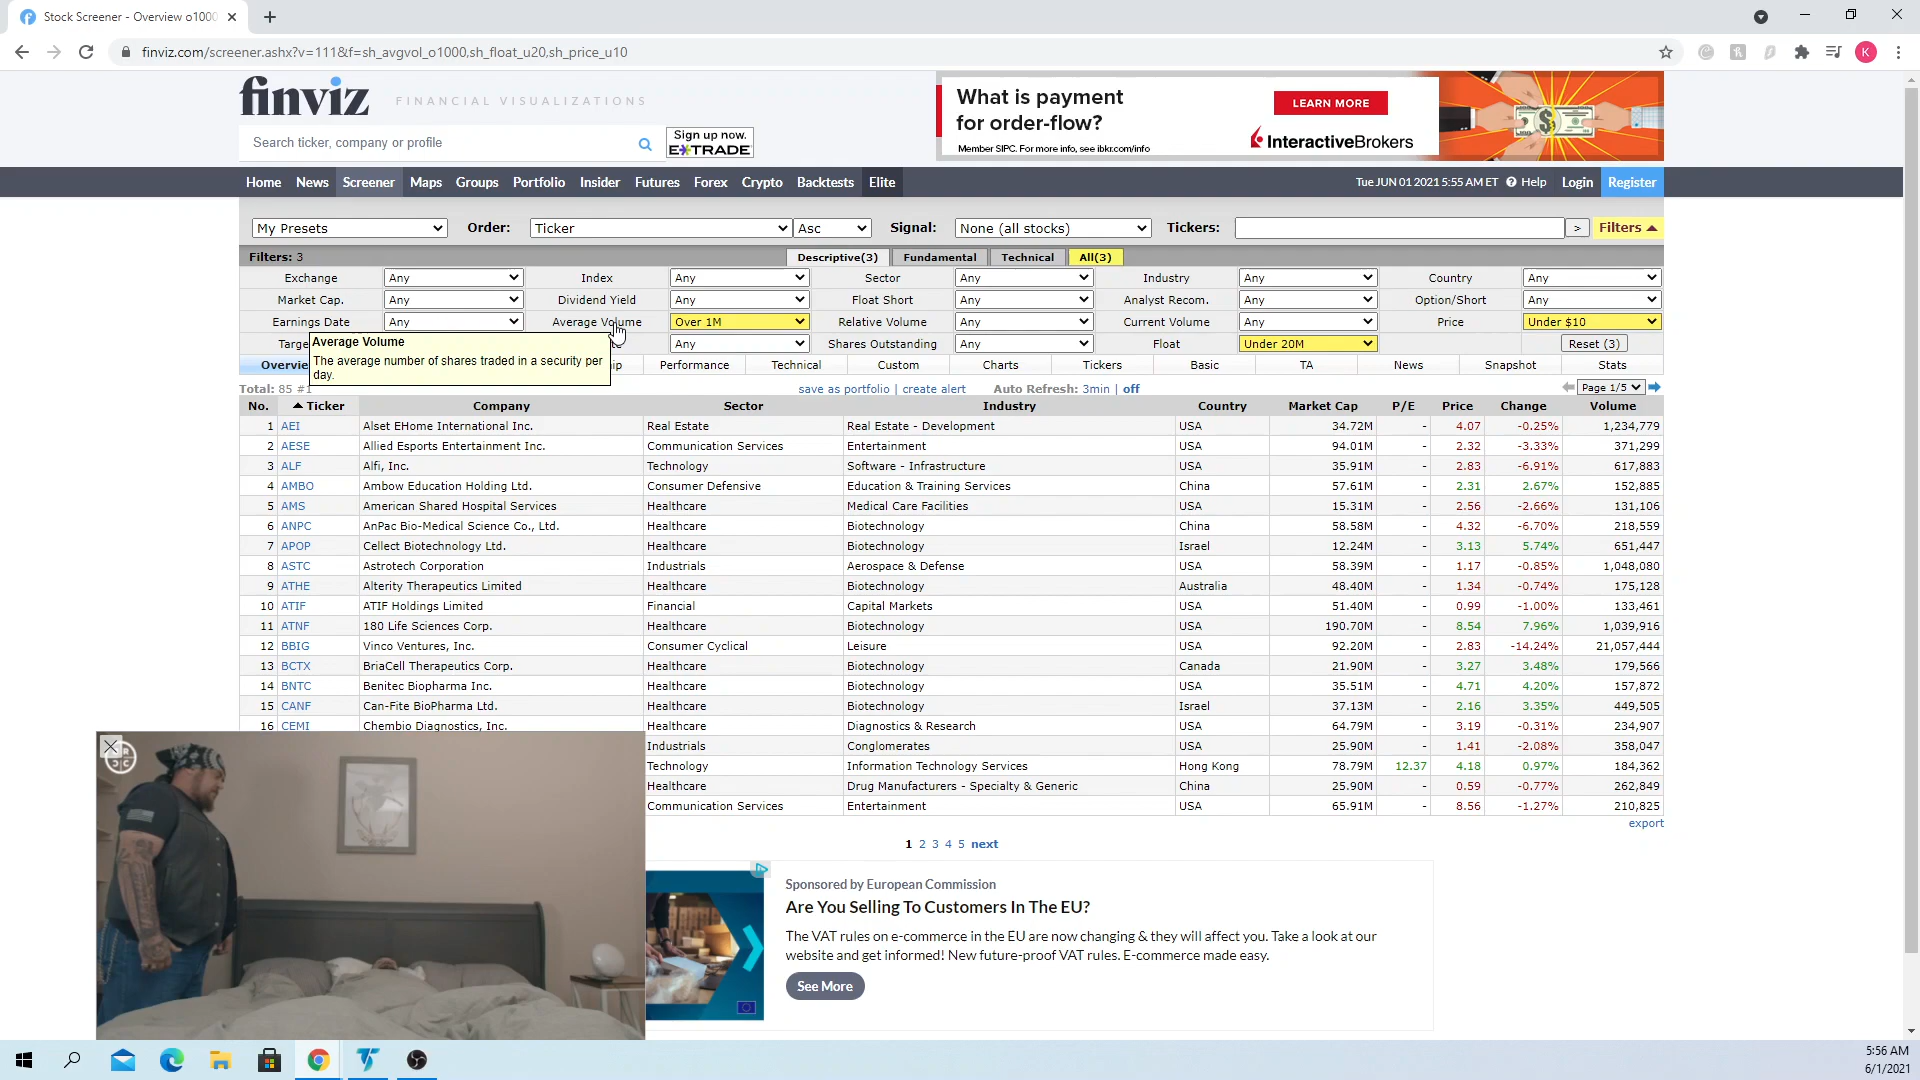 Stock Screener - Overview o1000
finviz.com/screener.ashx?v=111&f=sh_avgvol_o1000,sh_float_u20,sh_price_u10
K
finviz FINANCIAL VISUALIZATIONS
Search ticker, company or profile
Sign up now.
E*TRADE
What is payment
for order-flow?
Member SIPC. For more info, see ibkr.com/info
LEARN MORE
InteractiveBrokers
Home News Screener Maps Groups Portfolio Insider Futures Forex Crypto Backtests Elite
Tue JUN 01 2021 5:55 AM ET Help Login Register
My Presets Order: Ticker Asc Signal: None (all stocks) Tickers: > Filters
Filters: 3 Descriptive(3) Fundamental Technical All(3)
Exchange Any Index Any Sector Any Industry Any Country Any
Market Cap. Any Dividend Yield Any Float Short Any Analyst Recom. Any Option/Short Any
Earnings Date Any Average Volume Over 1M Relative Volume Any Current Volume Any Price Under $10
Targe Any Shares Outstanding Any Float Under 20M Reset (3)
Average Volume
The average number of shares traded in a security per
day.
Overvie Performance Technical Custom Charts Tickers Basic TA News Snapshot Stats
Total: 85 #1 save as portfolio | create alert Auto Refresh: 3min | off Page 1/5
No. Ticker Company Sector Industry Country Market Cap P/E Price Change Volume
1 AEI Alset EHome International Inc. Real Estate Real Estate - Development USA 34.72M - 4.07 -0.25% 1,234,779
2 AESE Allied Esports Entertainment Inc. Communication Services Entertainment USA 94.01M - 2.32 -3.33% 371,299
3 ALF Alfi, Inc. Technology Software - Infrastructure USA 35.91M - 2.83 -6.91% 617,883
4 AMBO Ambow Education Holding Ltd. Consumer Defensive Education & Training Services China 57.61M - 2.31 2.67% 152,885
5 AMS American Shared Hospital Services Healthcare Medical Care Facilities USA 15.31M - 2.56 -2.66% 131,106
6 ANPC AnPac Bio-Medical Science Co., Ltd. Healthcare Biotechnology China 58.58M - 4.32 -6.70% 218,559
7 APOP Cellect Biotechnology Ltd. Healthcare Biotechnology Israel 12.24M - 3.13 5.74% 651,447
8 ASTC Astrotech Corporation Industrials Aerospace & Defense USA 58.39M - 1.17 -0.85% 1,048,080
9 ATHE Alterity Therapeutics Limited Healthcare Biotechnology Australia 48.40M - 1.34 -0.74% 175,128
10 ATIF ATIF Holdings Limited Financial Capital Markets USA 51.40M - 0.99 -1.00% 133,461
11 ATNF 180 Life Sciences Corp. Healthcare Biotechnology USA 190.70M - 8.54 7.96% 1,039,916
12 BBIG Vinco Ventures, Inc. Consumer Cyclical Leisure USA 92.20M - 2.83 -14.24% 21,057,444
13 BCTX BriaCell Therapeutics Corp. Healthcare Biotechnology Canada 21.90M - 3.27 3.48% 179,566
14 BNTC Benitec Biopharma Inc. Healthcare Biotechnology USA 35.51M - 4.71 4.20% 157,872
15 CANF Can-Fite BioPharma Ltd. Healthcare Biotechnology Israel 37.13M - 2.16 3.35% 449,505
16 CEMI Chembio Diagnostics, Inc. Healthcare Diagnostics & Research USA 64.79M - 3.19 -0.31% 234,907
Industrials Conglomerates USA 25.90M - 1.41 -2.08% 358,047
Technology Information Technology Services Hong Kong 78.79M 12.37 4.18 0.97% 184,362
Healthcare Drug Manufacturers - Specialty & Generic China 25.90M - 0.59 -0.77% 262,849
Communication Services Entertainment USA 65.91M - 8.56 -1.27% 210,825
export
1 2 3 4 5 next
Sponsored by European Commission
Are You Selling To Customers In The EU?
The VAT rules on e-commerce in the EU are now changing & they will affect you. Take a look at our
website and get informed! New future-proof VAT rules. E-commerce made easy.
See More
5:56 AM
6/1/2021